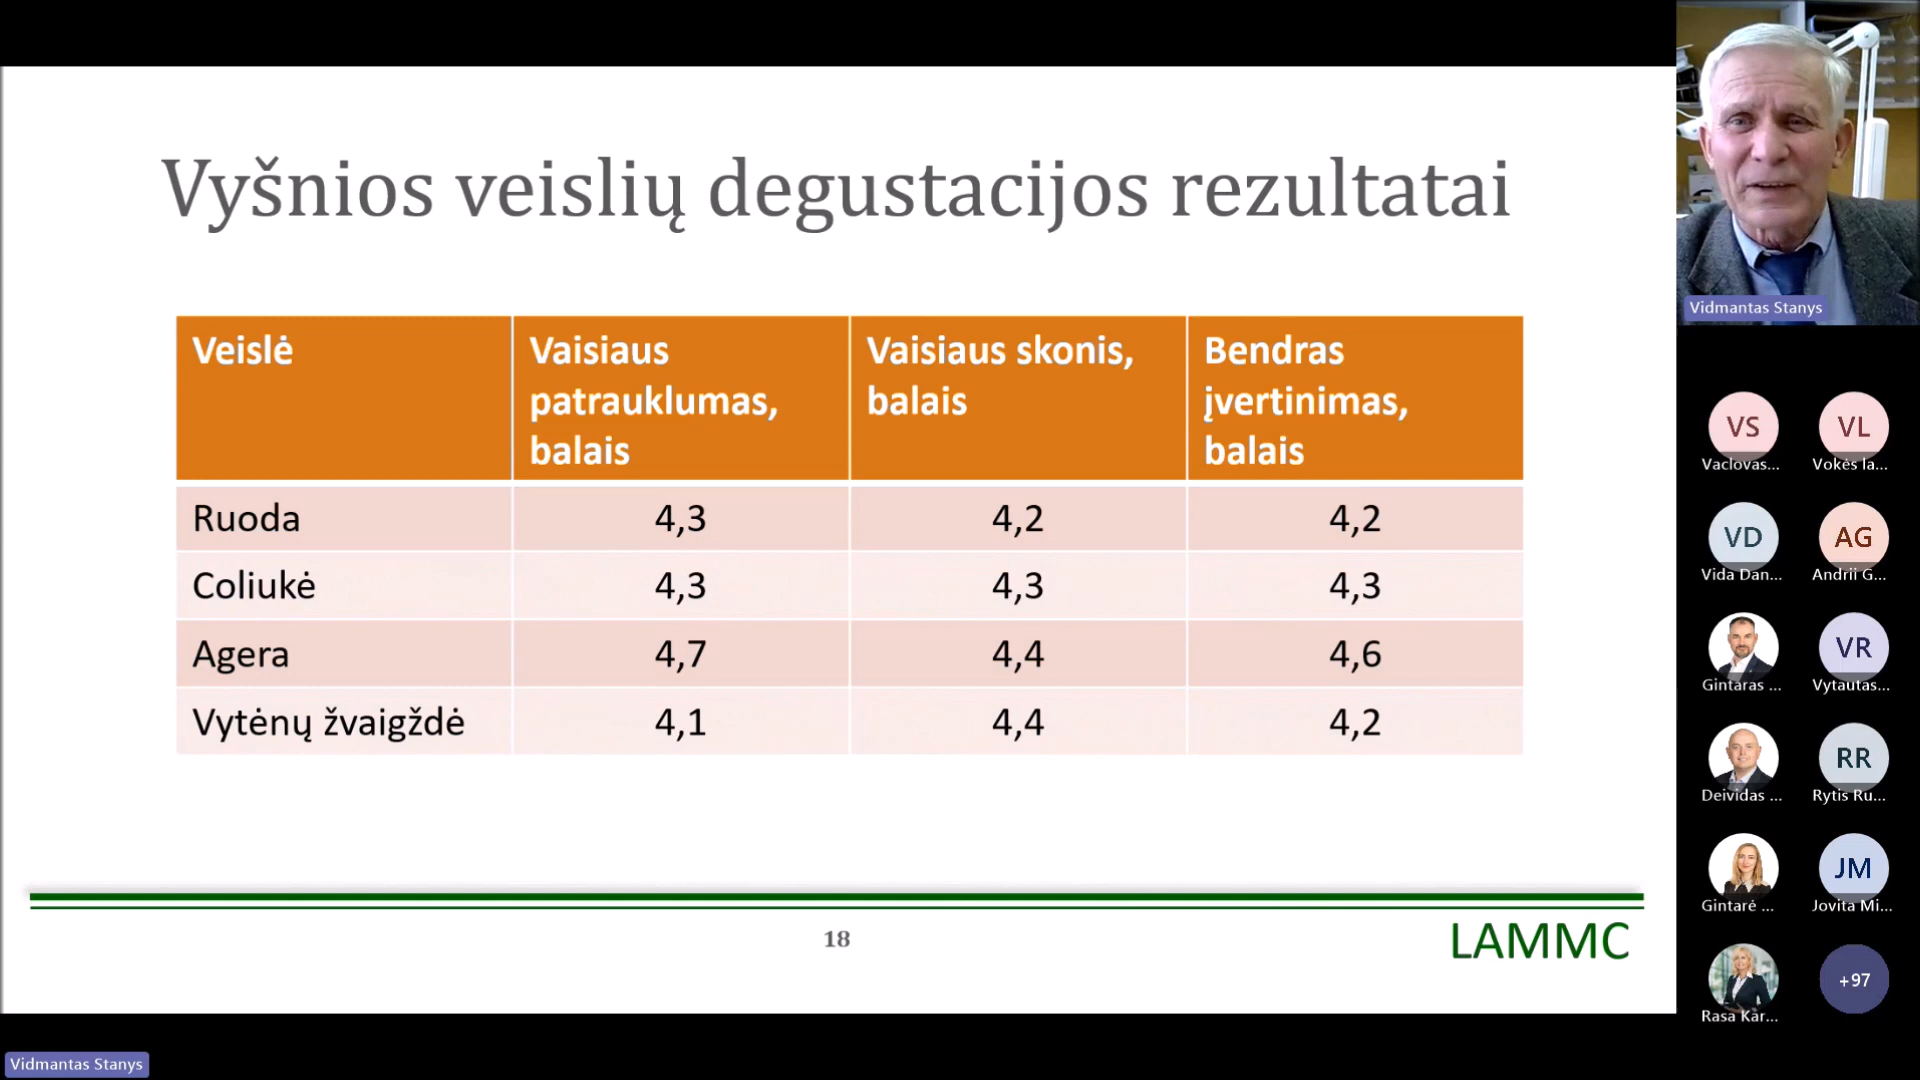 Vyšnios veislių degustacijos rezultatai
Veislė
Vaisiaus
patrauklumas,
balais
Vaisiaus skonis,
balais
Bendras
įvertinimas,
balais
Ruoda 4,3 4,2 4,2
Coliukė 4,3 4,3 4,3
Agera 4,7 4,4 4,6
Vytėnų žvaigždė 4,1 4,4 4,2
18
LAMMC
Vidmantas Stanys
VS VL
Vaclovas... Vokės la...
VD AG
Vida Dan... Andrii G...
VR
Gintaras ... Vytautas...
RR
Deividas ... Rytis Ru...
JM
Gintarė ... Jovita Mi...
+97
Rasa Kar...
Vidmantas Stanys